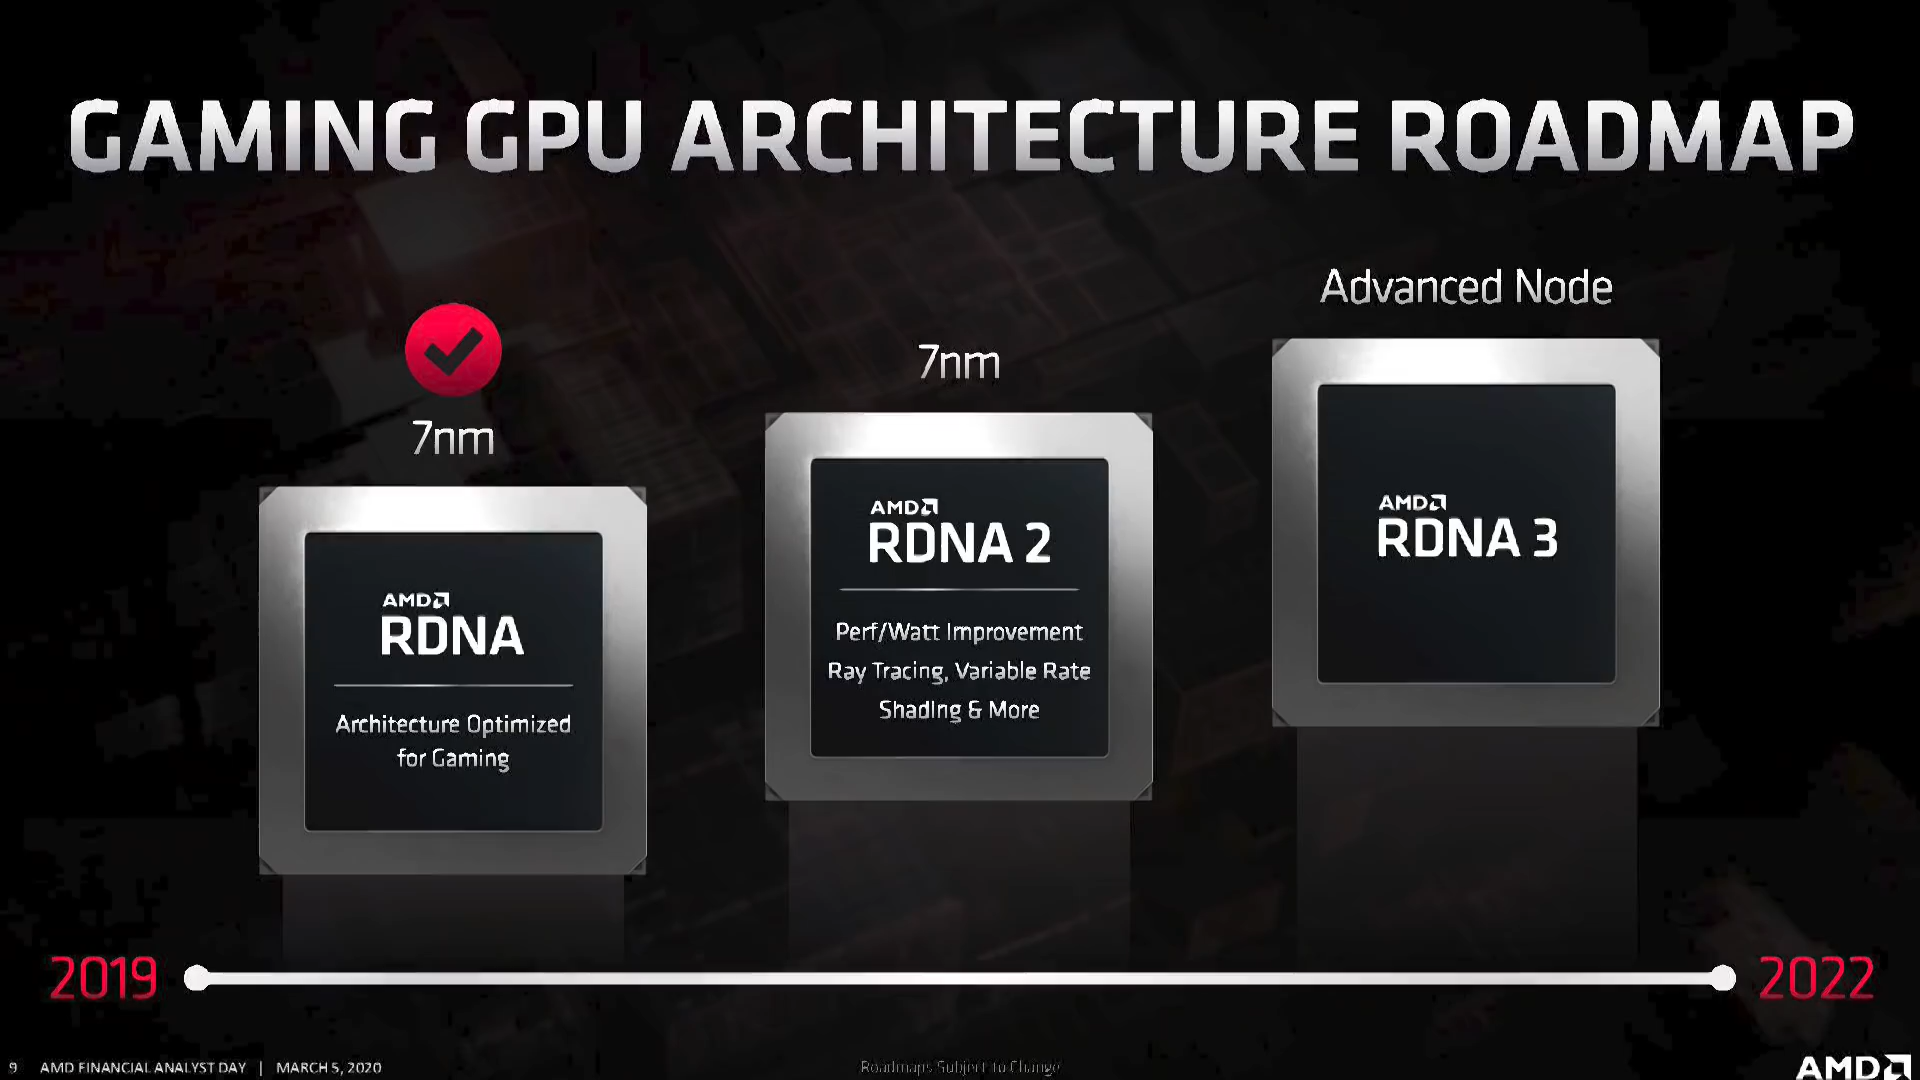 GAMING GPU ARCHITECTURE ROADMAP
Advanced Node
7nm
7nm
AMD
RDNA
Architecture Optimized
for Gaming
AMD
RDNA 2
Perf/Watt Improvement
Ray Tracing, Variable Rate
Shading & More
AMD
RDNA 3
2019
2022
9 AMD FINANCIAL ANALYST DAY | MARCH 5, 2020
Roadmaps Subject to Change
AMD